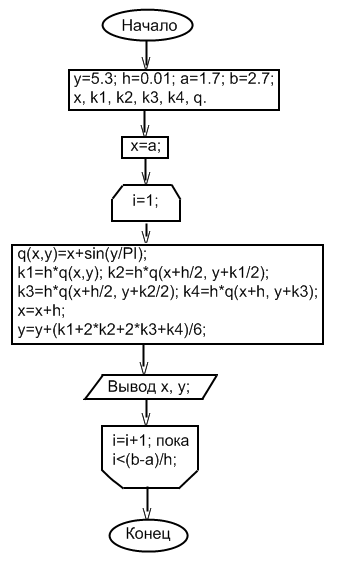 Начало
y=5.3; h=0.01; a=1.7; b=2.7;
x, k1, k2, k3, k4, q.
x=a;
i=1;
q(x,y)=x+sin(y/PI);
k1=h*q(x,y); k2=h*q(x+h/2, y+k1/2);
k3=h*q(x+h/2, y+k2/2); k4=h*q(x+h, y+k3);
x=x+h;
y=y+(k1+2*k2+2*k3+k4)/6;
Вывод x, y;
i=i+1; пока
i<(b-a)/h;
Конец